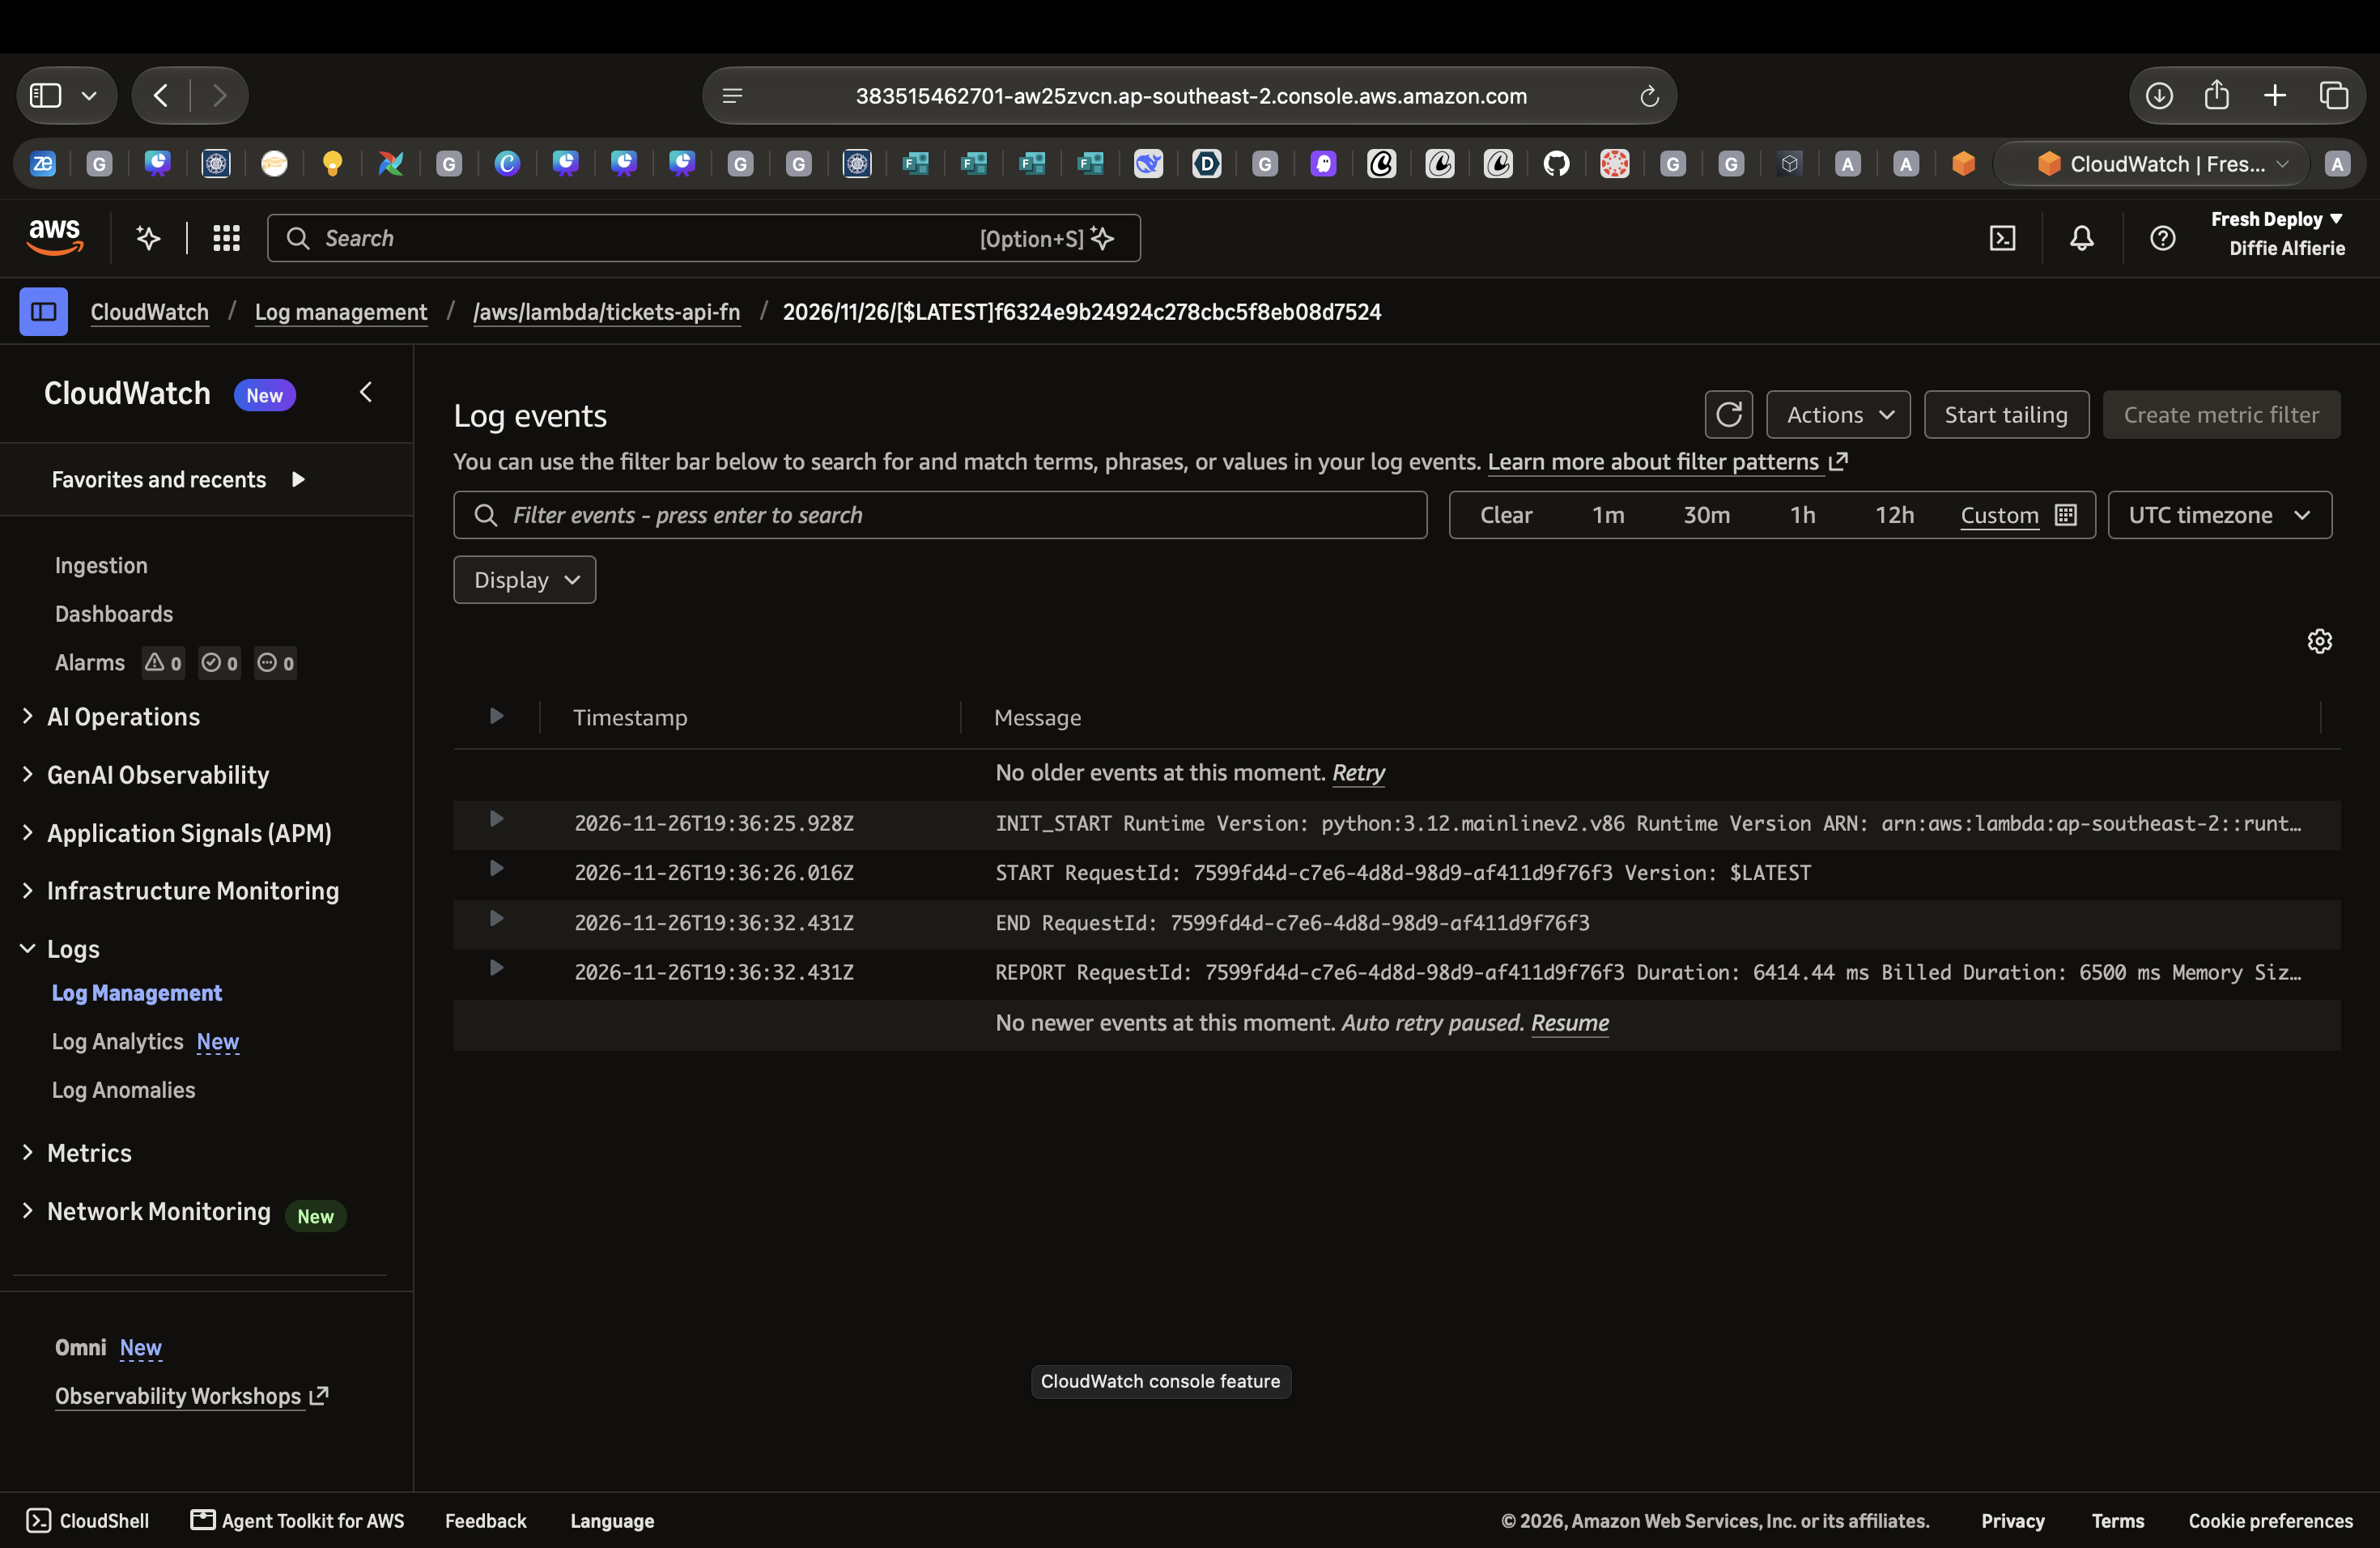 383515462701-aw25zvcn.ap-southeast-2.console.aws.amazon.com
CloudWatch | Fres...
aws
Search [Option+S]
Fresh Deploy
Diffie Alfierie
CloudWatch / Log management / /aws/lambda/tickets-api-fn / 2026/11/26/[$LATEST]f6324e9b24924c278cbc5f8eb08d7524
CloudWatch New
Favorites and recents
Ingestion
Dashboards
Alarms 0 0 0
AI Operations
GenAI Observability
Application Signals (APM)
Infrastructure Monitoring
Logs
Log Management
Log Analytics New
Log Anomalies
Metrics
Network Monitoring New
Omni New
Observability Workshops
Log events
Actions
Start tailing
Create metric filter
You can use the filter bar below to search for and match terms, phrases, or values in your log events. Learn more about filter patterns
Filter events - press enter to search
Clear 1m 30m 1h 12h Custom
UTC timezone
Display
Timestamp Message
No older events at this moment. Retry
2026-11-26T19:36:25.928Z INIT_START Runtime Version: python:3.12.mainlinev2.v86 Runtime Version ARN: arn:aws:lambda:ap-southeast-2::runt…
2026-11-26T19:36:26.016Z START RequestId: 7599fd4d-c7e6-4d8d-98d9-af411d9f76f3 Version: $LATEST
2026-11-26T19:36:32.431Z END RequestId: 7599fd4d-c7e6-4d8d-98d9-af411d9f76f3
2026-11-26T19:36:32.431Z REPORT RequestId: 7599fd4d-c7e6-4d8d-98d9-af411d9f76f3 Duration: 6414.44 ms Billed Duration: 6500 ms Memory Siz…
No newer events at this moment. Auto retry paused. Resume
CloudWatch console feature
CloudShell
Agent Toolkit for AWS
Feedback
Language
© 2026, Amazon Web Services, Inc. or its affiliates.
Privacy
Terms
Cookie preferences